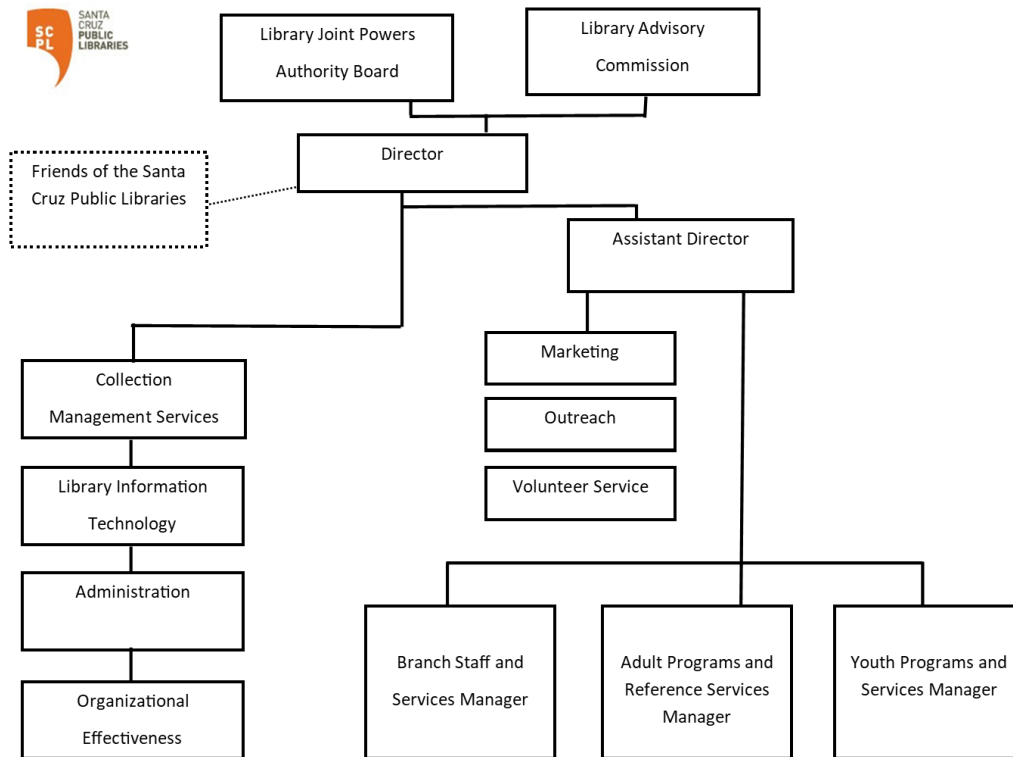 SC
PL
SANTA
CRUZ
PUBLIC
LIBRARIES
Library Joint Powers
Authority Board
Library Advisory
Commission
Director
Friends of the Santa
Cruz Public Libraries
Assistant Director
Marketing
Collection
Management Services
Outreach
Library Information
Technology
Volunteer Service
Administration
Branch Staff and
Services Manager
Adult Programs and
Reference Services
Manager
Youth Programs and
Services Manager
Organizational
Effectiveness